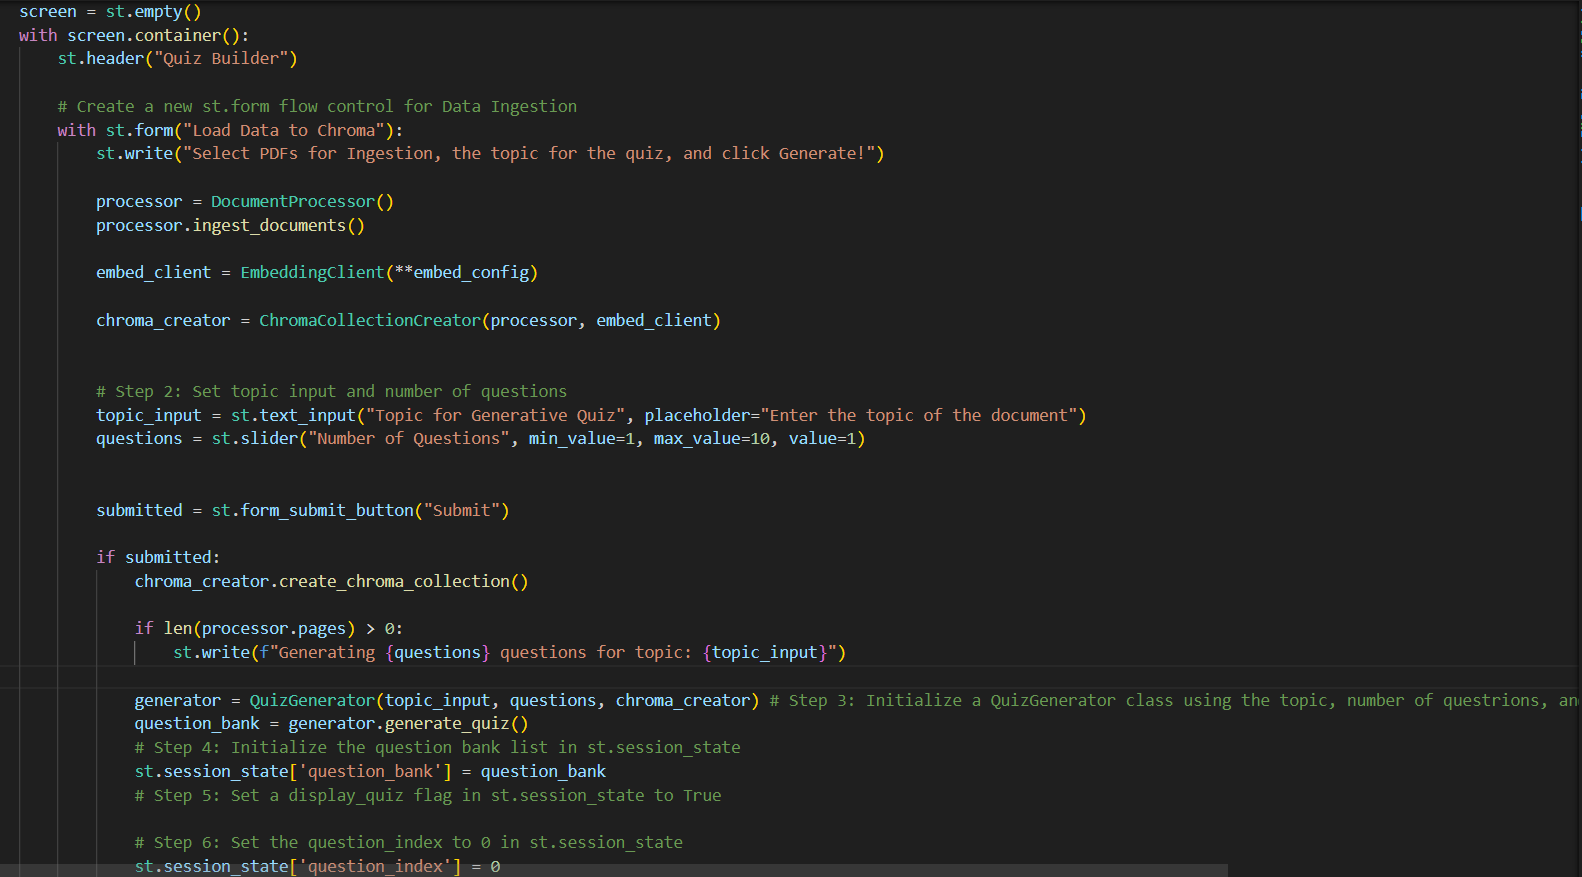 screen = st.empty()
with screen.container():
    st.header("Quiz Builder")
    # Create a new st.form flow control for Data Ingestion
    with st.form("Load Data to Chroma"):
        st.write("Select PDFs for Ingestion, the topic for the quiz, and click Generate!")
        processor = DocumentProcessor()
        processor.ingest_documents()
        embed_client = EmbeddingClient(**embed_config)
        chroma_creator = ChromaCollectionCreator(processor, embed_client)
        # Step 2: Set topic input and number of questions
        topic_input = st.text_input("Topic for Generative Quiz", placeholder="Enter the topic of the document")
        questions = st.slider("Number of Questions", min_value=1, max_value=10, value=1)
        submitted = st.form_submit_button("Submit")
        if submitted:
            chroma_creator.create_chroma_collection()
            if len(processor.pages) > 0:
                st.write(f"Generating {questions} questions for topic: {topic_input}")
            generator = QuizGenerator(topic_input, questions, chroma_creator) # Step 3: Initialize a QuizGenerator class using the topic, number of questrions, an
            question_bank = generator.generate_quiz()
            # Step 4: Initialize the question bank list in st.session_state
            st.session_state['question_bank'] = question_bank
            # Step 5: Set a display_quiz flag in st.session_state to True
            # Step 6: Set the question_index to 0 in st.session_state
            st.session_state['question_index'] = 0